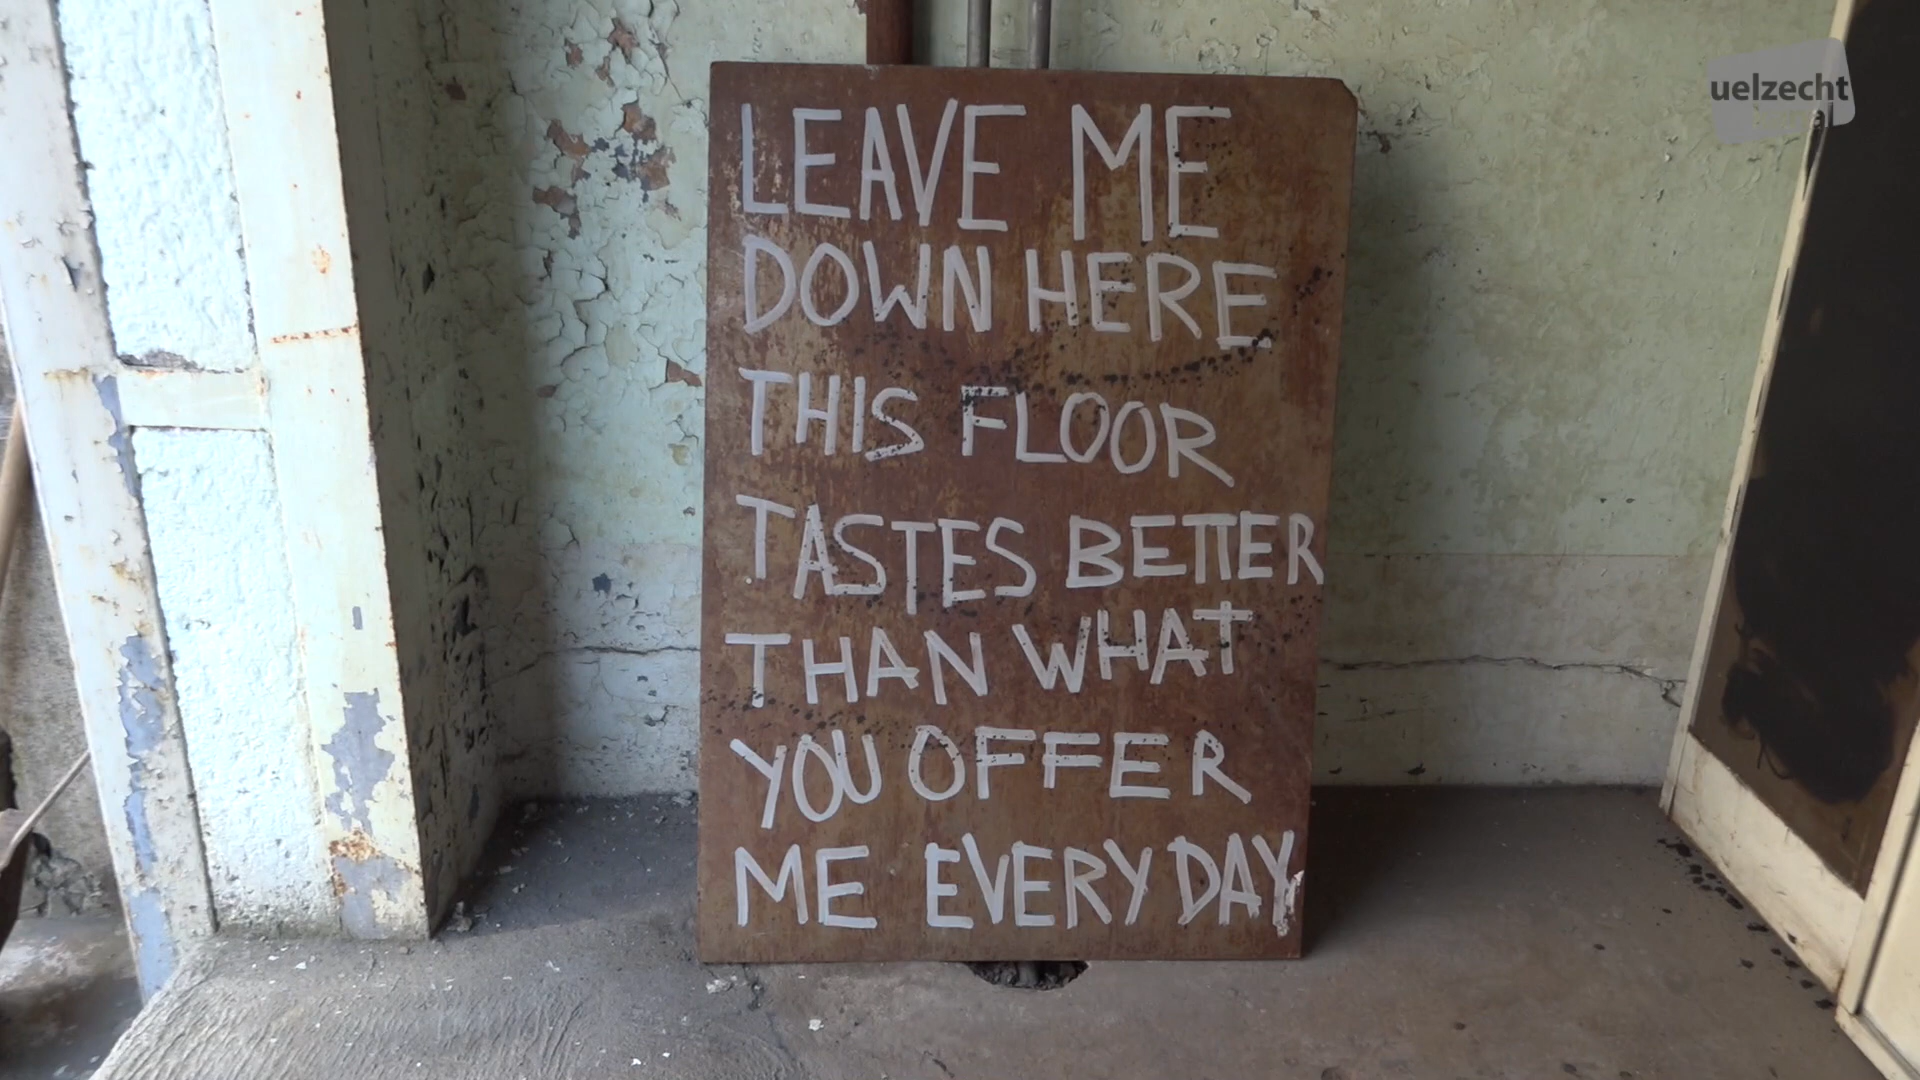 LEAVE ME
DOWN HERE
THIS FLOOR
TASTES BETTER
THAN WHAT
YOU OFFER
ME EVERY DAY
uelzecht